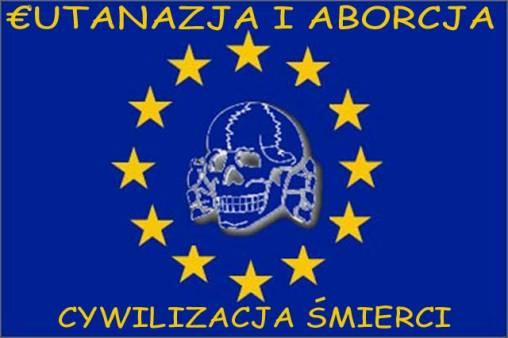 €UTANAZJA I ABORCJA
CYWILIZACJA ŚMIERCI